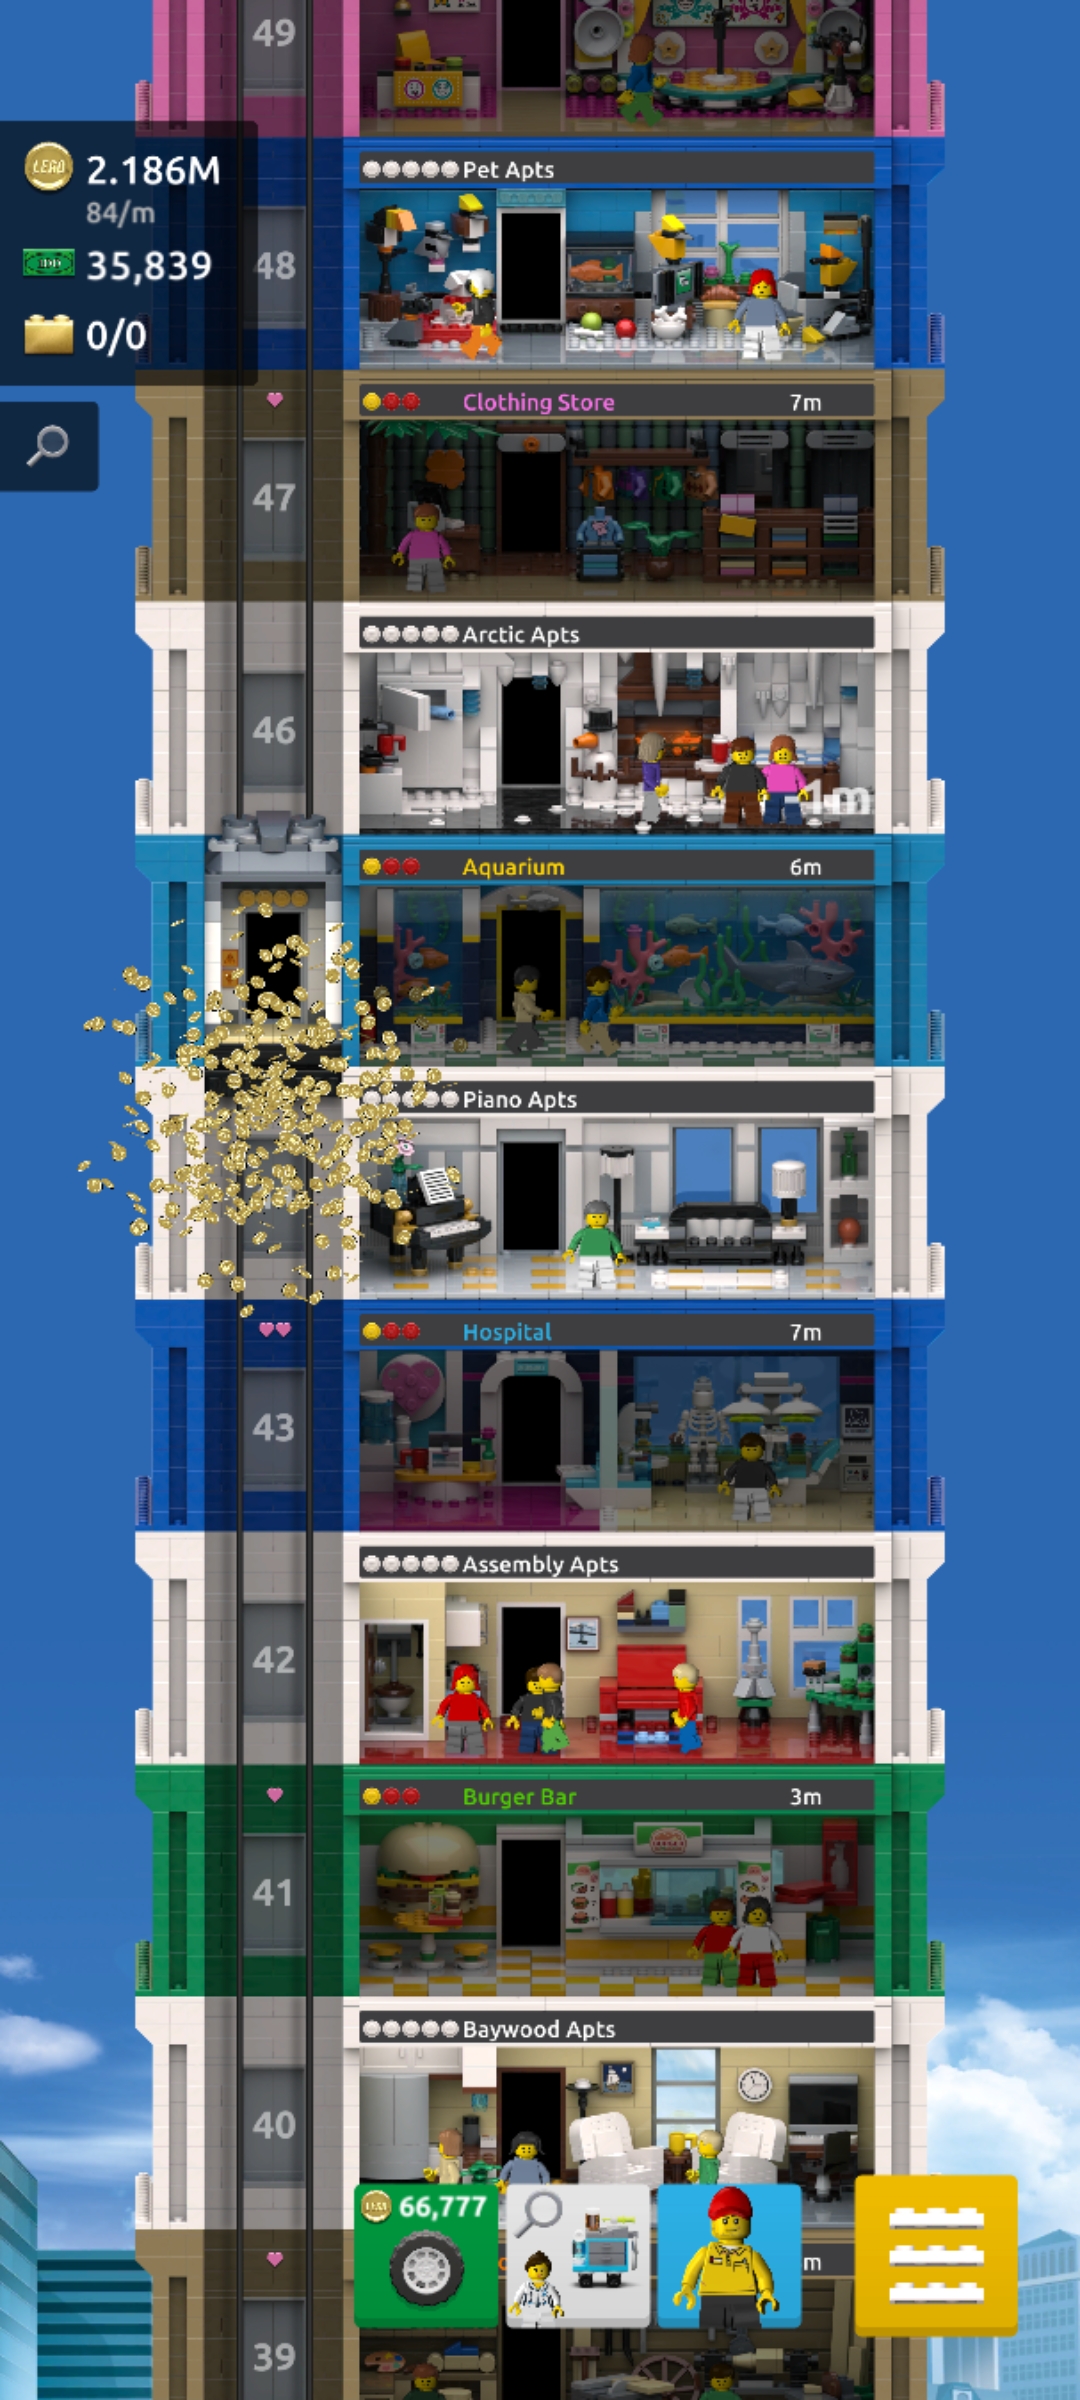 49
LEGO 2.186M
84/m
35,839
0/0
48
Pet Apts
Clothing Store 7m
47
Arctic Apts
46
-1m
Aquarium 6m
Piano Apts
Hospital 7m
43
Assembly Apts
42
Burger Bar 3m
41
Baywood Apts
40
66,777
m
39